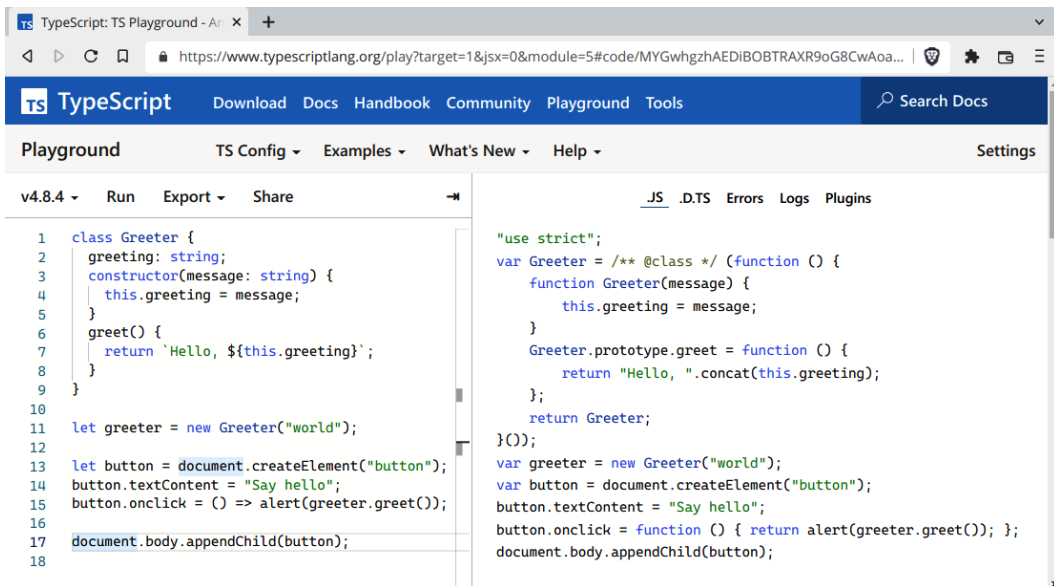 TS TypeScript: TS Playground - An
https://www.typescriptlang.org/play?target=1&jsx=0&module=5#code/MYGwhgzhAEDiBOBTRAXR9oG8CwAoa...
TS TypeScript Download Docs Handbook Community Playground Tools Search Docs
Playground TS Config Examples What's New Help Settings
v4.8.4 Run Export Share
.JS .D.TS Errors Logs Plugins
1 class Greeter {
2 greeting: string;
3 constructor(message: string) {
4 this.greeting = message;
5 }
6 greet() {
7 return `Hello, ${this.greeting}`;
8 }
9 }
10
11 let greeter = new Greeter("world");
12
13 let button = document.createElement("button");
14 button.textContent = "Say hello";
15 button.onclick = () => alert(greeter.greet());
16
17 document.body.appendChild(button);
18
"use strict";
var Greeter = /** @class */ (function () {
function Greeter(message) {
this.greeting = message;
}
Greeter.prototype.greet = function () {
return "Hello, ".concat(this.greeting);
};
return Greeter;
}());
var greeter = new Greeter("world");
var button = document.createElement("button");
button.textContent = "Say hello";
button.onclick = function () { return alert(greeter.greet()); };
document.body.appendChild(button);